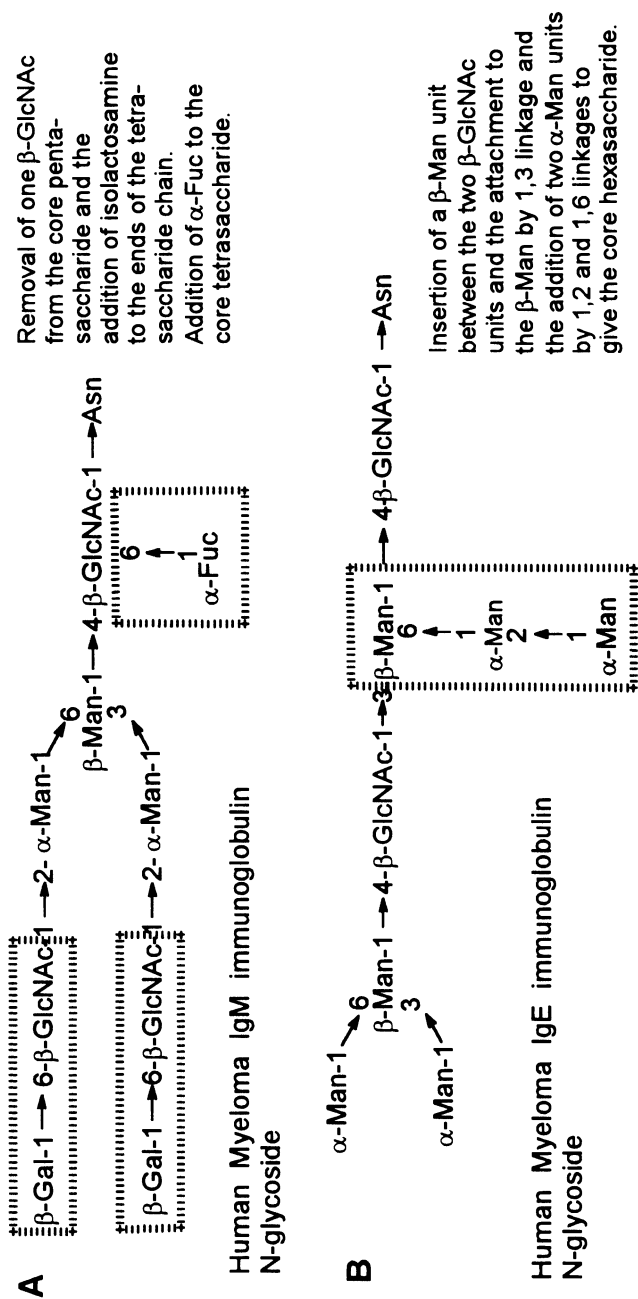 A
β-Gal-1 → 6-β-GlcNAc-1 → 2- α-Man-1
6
β-Man-1 → 4-β-GlcNAc-1 → Asn
3
6
1
α-Fuc
β-Gal-1 → 6-β-GlcNAc-1 → 2- α-Man-1
Human Myeloma IgM immunoglobulin
N-glycoside
Removal of one β-GlcNAc
from the core penta-
saccharide and the
addition of isolactosamine
to the ends of the tetra-
saccharide chain.
Addition of α-Fuc to the
core tetrasaccharide.
B
α-Man-1
6
β-Man-1 → 4-β-GlcNAc-1 → 3-β-Man-1 → 4-β-GlcNAc-1 → Asn
3
α-Man-1
6
1
α-Man
2
1
α-Man
Human Myeloma IgE immunoglobulin
N-glycoside
Insertion of a β-Man unit
between the two β-GlcNAc
units and the attachment to
the β-Man by 1,3 linkage and
the addition of two α-Man units
by 1,2 and 1,6 linkages to
give the core hexasaccharide.